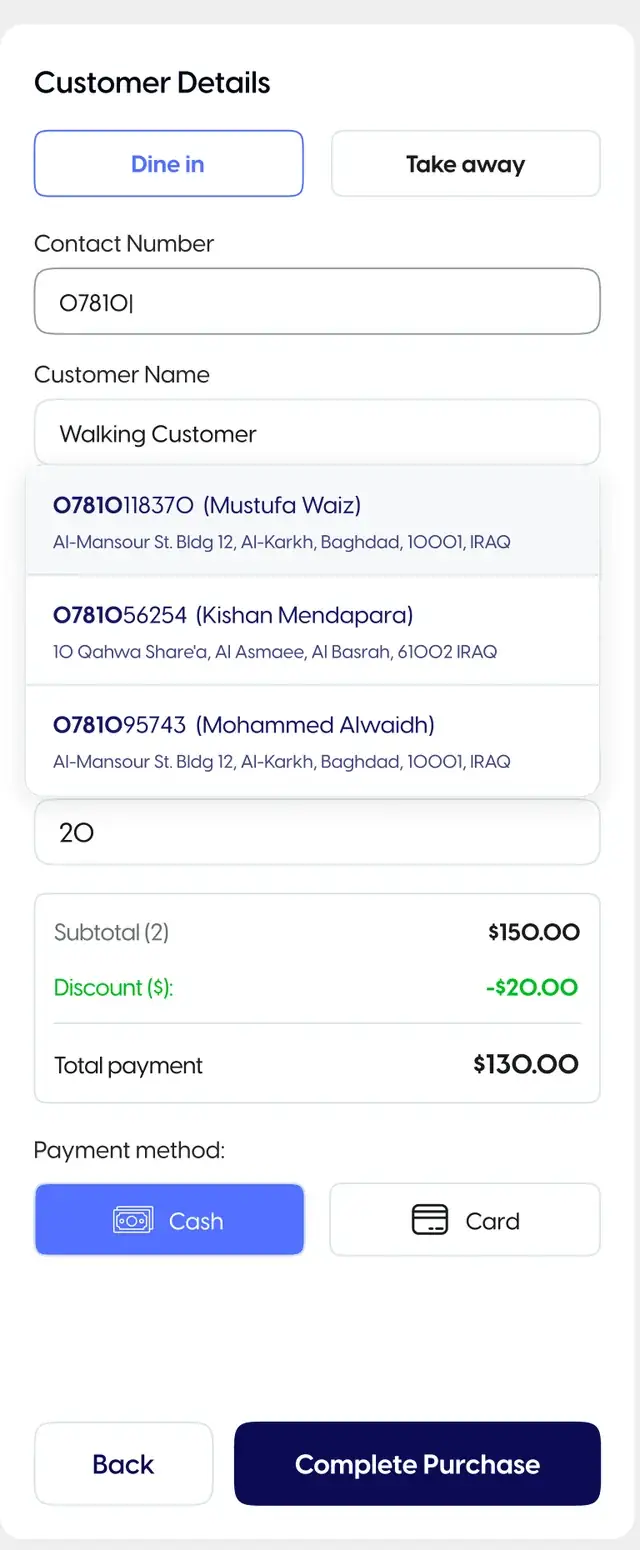 Customer Details
Dine in
Take away
Contact Number
07810
Customer Name
Walking Customer
07810118370 (Mustufa Waiz)
Al-Mansour St. Bldg 12, Al-Karkh, Baghdad, 10001, IRAQ
0781056254 (Kishan Mendapara)
10 Qahwa Share'a, Al Asmaee, Al Basrah, 61002 IRAQ
0781095743 (Mohammed Alwaidh)
Al-Mansour St. Bldg 12, Al-Karkh, Baghdad, 10001, IRAQ
20
Subtotal (2) $150.00
Discount ($): -$20.00
Total payment $130.00
Payment method:
Cash
Card
Back
Complete Purchase